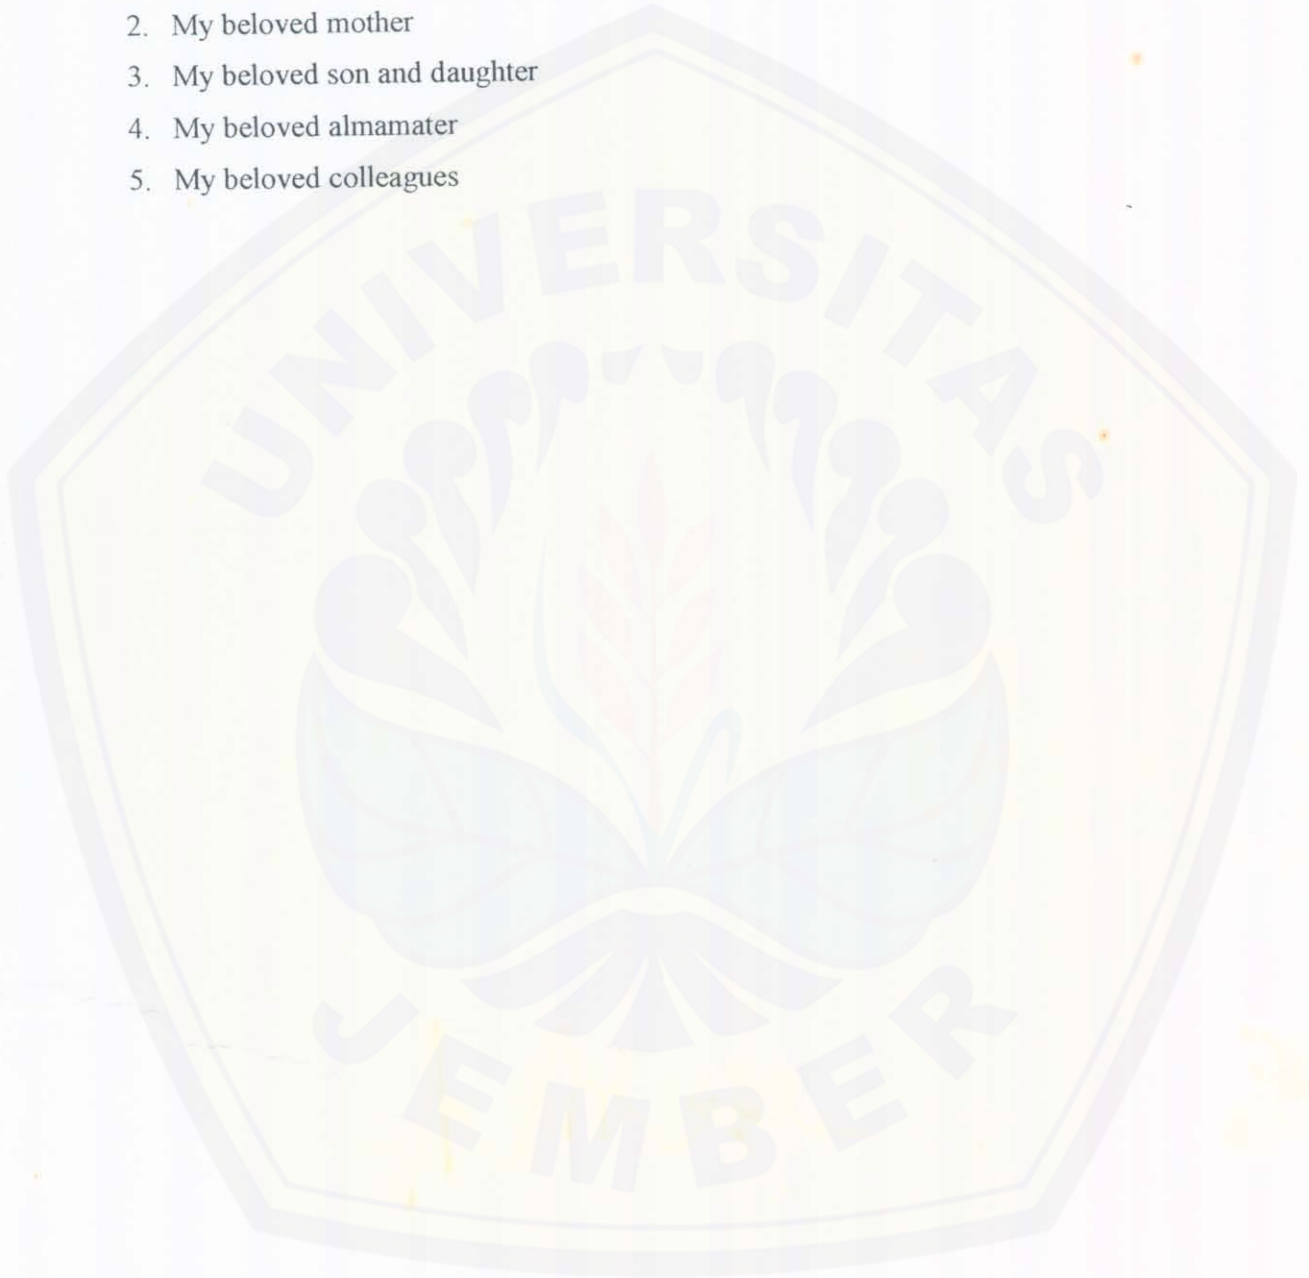 2. My beloved mother
3. My beloved son and daughter
4. My beloved almamater
5. My beloved colleagues
UNIVERSITAS
JEMBER